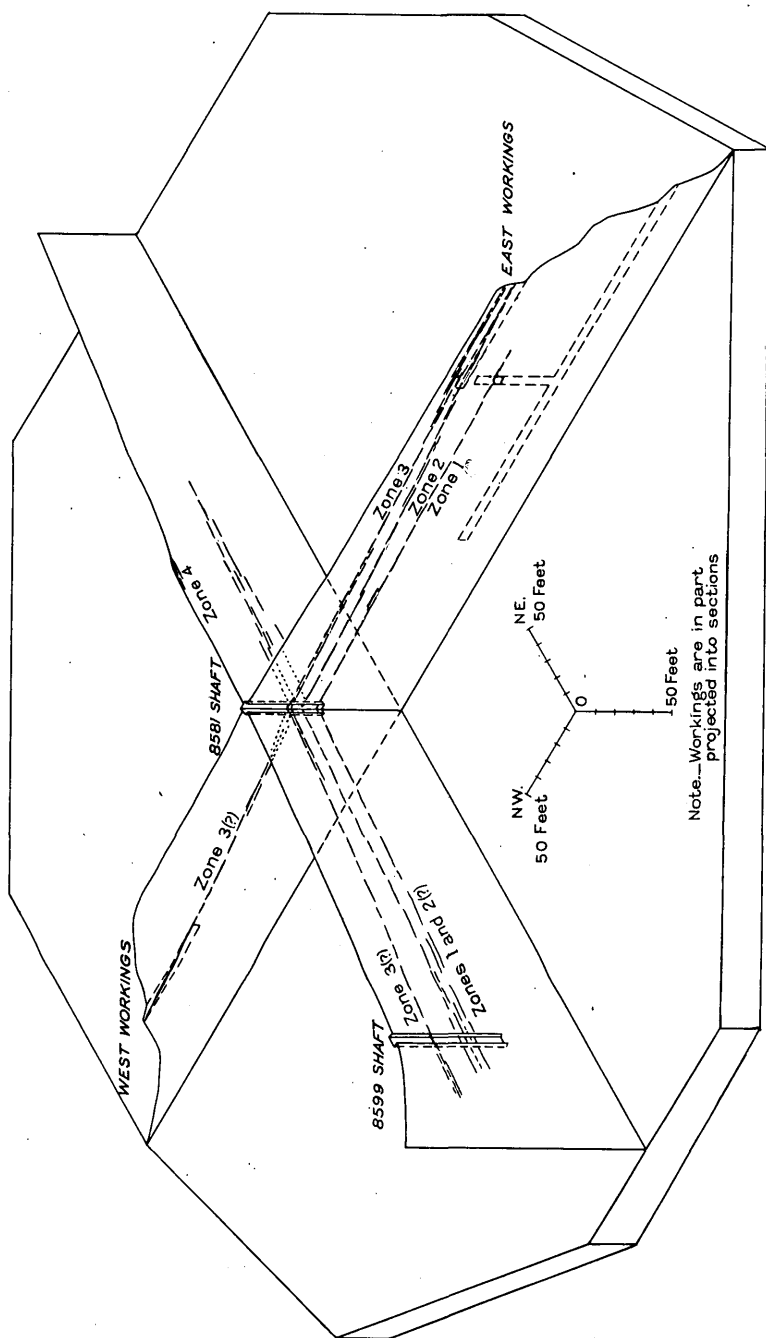 WEST WORKINGS
8581 SHAFT
Zone 4
Zone 3(?)
Zone 3
Zone 2
Zone 1
EAST WORKINGS
Zone 3(?)
Zones 1 and 2(?)
8599 SHAFT
NW.
50 Feet
NE.
50 Feet
O
50 Feet
Note._Workings are in part
projected into sections